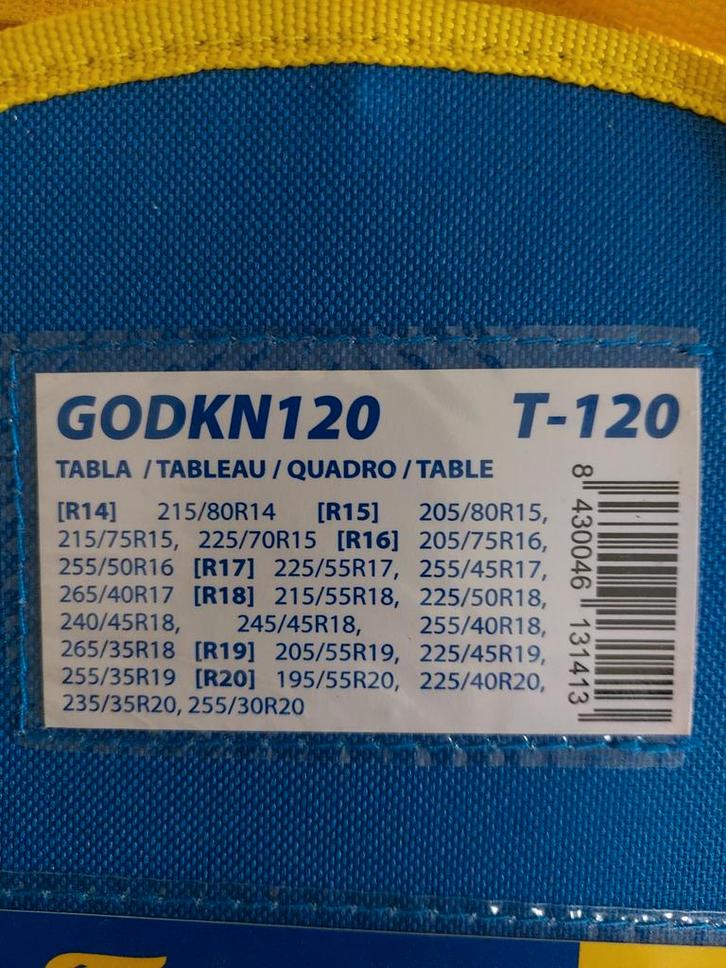 GODKN120 T-120
TABLA / TABLEAU / QUADRO / TABLE
[R14] 215/80R14 [R15] 205/80R15,
215/75R15, 225/70R15 [R16] 205/75R16,
255/50R16 [R17] 225/55R17, 255/45R17,
265/40R17 [R18] 215/55R18, 225/50R18,
240/45R18, 245/45R18, 255/40R18,
265/35R18 [R19] 205/55R19, 225/45R19,
255/35R19 [R20] 195/55R20, 225/40R20,
235/35R20, 255/30R20
8 430046 131413